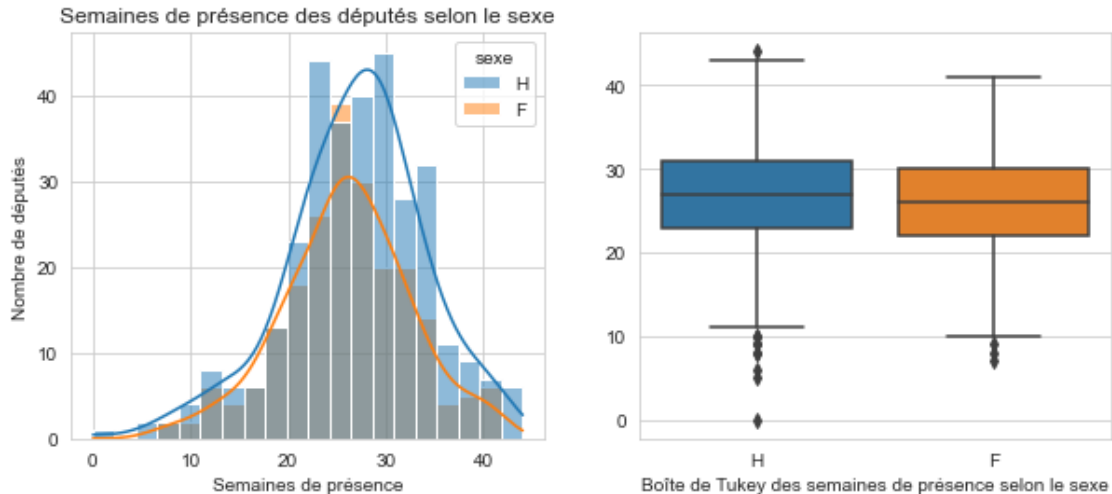 Semaines de présence des députés selon le sexe
Nombre de députés
40
30
20
10
0
sexe
H
F
0
10
20
30
40
Semaines de présence
40
30
20
10
0
H
F
Boîte de Tukey des semaines de présence selon le sexe